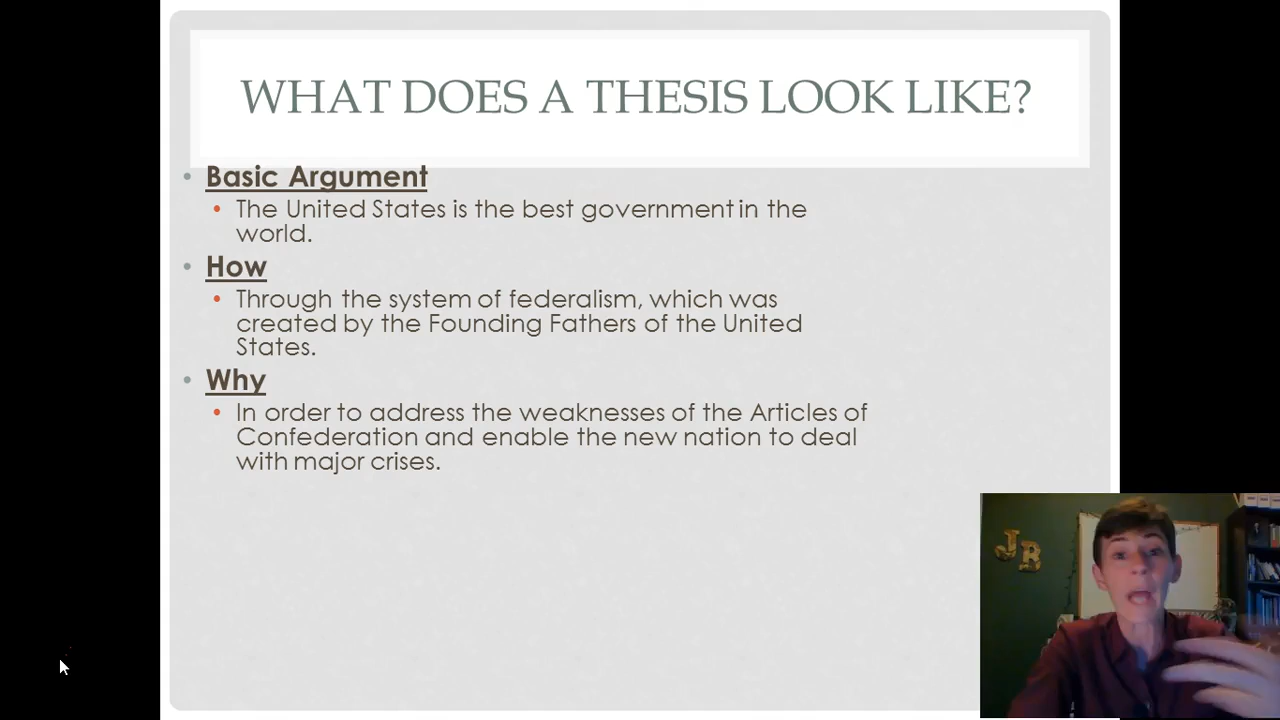 WHAT DOES A THESIS LOOK LIKE?
• Basic Argument
• The United States is the best government in the
world.
• How
• Through the system of federalism, which was
created by the Founding Fathers of the United
States.
• Why
• In order to address the weaknesses of the Articles of
Confederation and enable the new nation to deal
with major crises.
JB